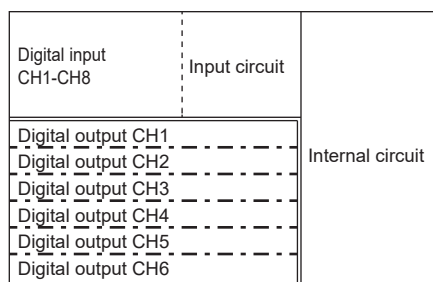 Digital input
CH1-CH8
Input circuit
Internal circuit
Digital output CH1
Digital output CH2
Digital output CH3
Digital output CH4
Digital output CH5
Digital output CH6